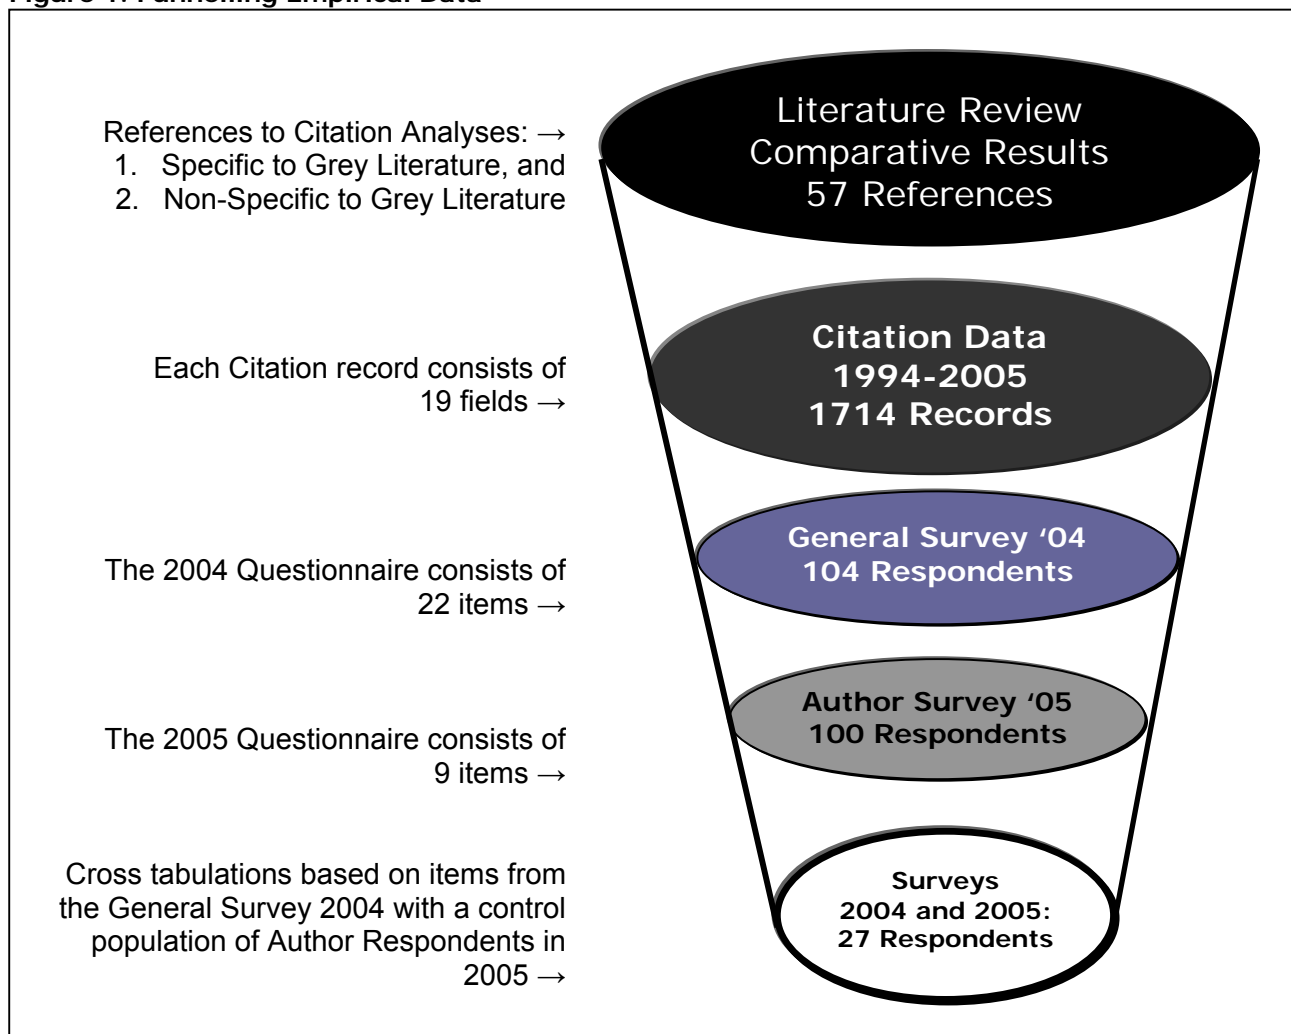 References to Citation Analyses: →
1. Specific to Grey Literature, and
2. Non-Specific to Grey Literature
Literature Review
Comparative Results
57 References
Each Citation record consists of
19 fields →
Citation Data
1994-2005
1714 Records
The 2004 Questionnaire consists of
22 items →
General Survey ‘04
104 Respondents
The 2005 Questionnaire consists of
9 items →
Author Survey ‘05
100 Respondents
Cross tabulations based on items from
the General Survey 2004 with a control
population of Author Respondents in
2005 →
Surveys
2004 and 2005:
27 Respondents